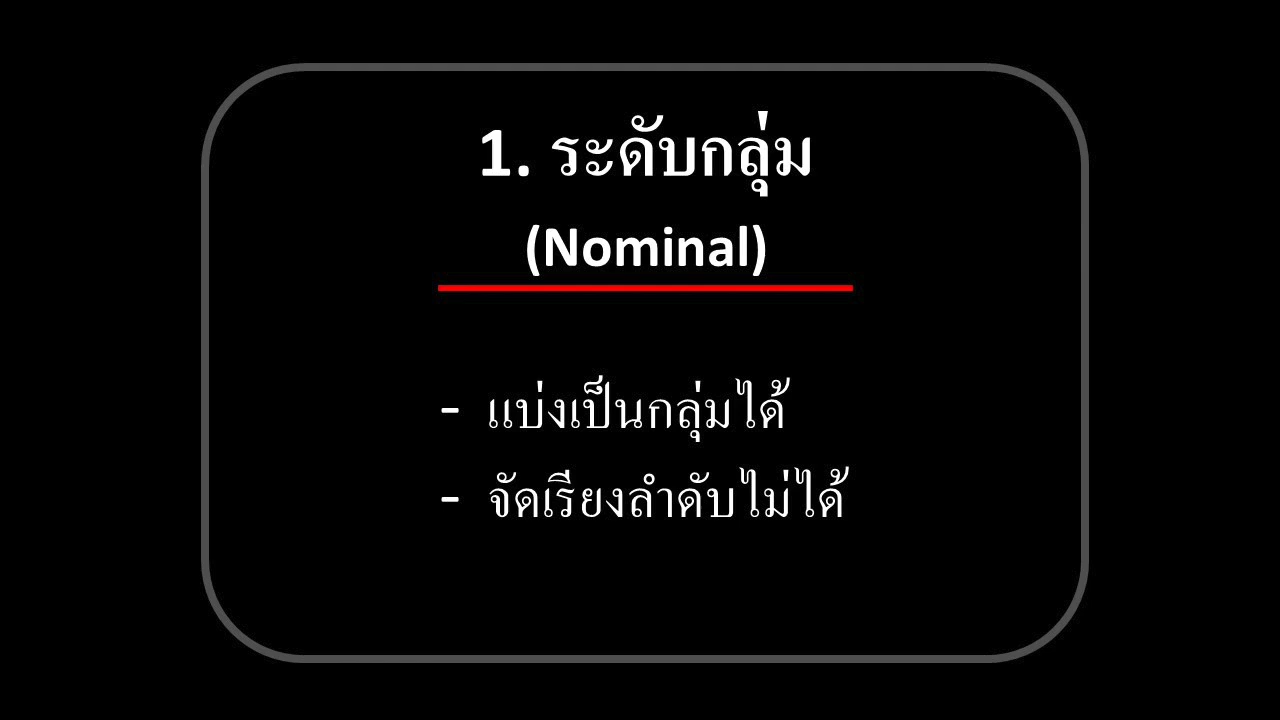 1. ระดับกลุ่ม
(Nominal)
- แบ่งเป็นกลุ่มได้
- จัดเรียงลำดับไม่ได้